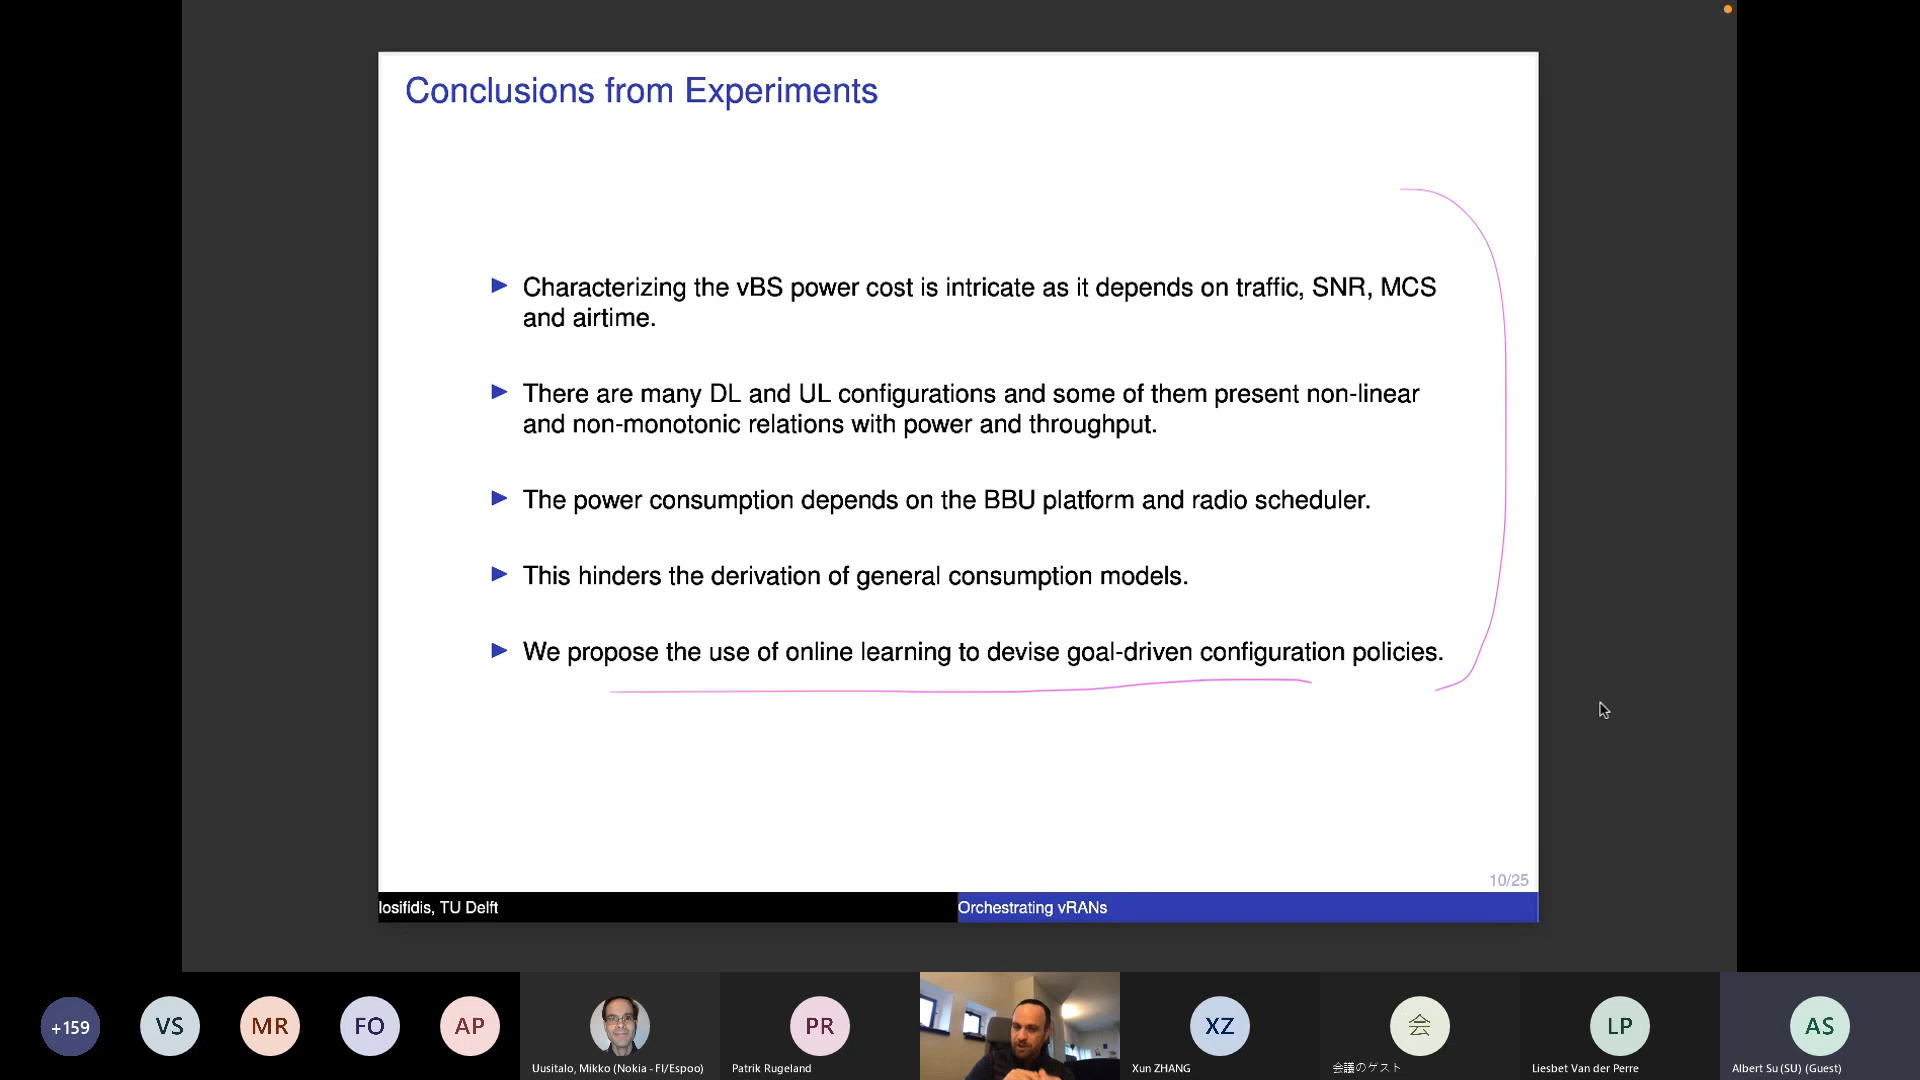 Conclusions from Experiments
Characterizing the vBS power cost is intricate as it depends on traffic, SNR, MCS
and airtime.
There are many DL and UL configurations and some of them present non-linear
and non-monotonic relations with power and throughput.
The power consumption depends on the BBU platform and radio scheduler.
This hinders the derivation of general consumption models.
We propose the use of online learning to devise goal-driven configuration policies.
10/25
Iosifidis, TU Delft
Orchestrating vRANs
+159
VS
MR
FO
AP
PR
XZ
会
LP
AS
Uusitalo, Mikko (Nokia - FI/Espoo)
Patrik Rugeland
Xun ZHANG
会議のゲスト
Liesbet Van der Perre
Albert Su (SU) (Guest)